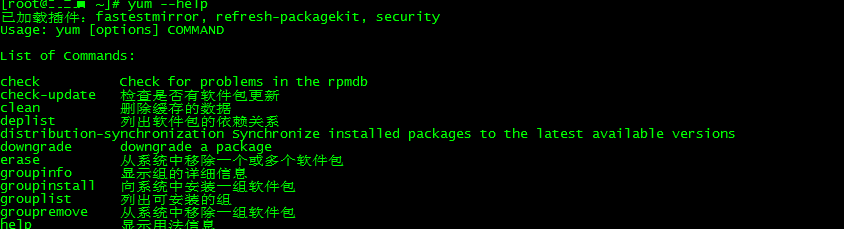 [root@ ~]# yum --help
已加载插件: fastestmirror, refresh-packagekit, security
Usage: yum [options] COMMAND
List of Commands:
check Check for problems in the rpmdb
check-update 检查是否有软件包更新
clean 删除缓存的数据
deplist 列出软件包的依赖关系
distribution-synchronization Synchronize installed packages to the latest available versions
downgrade downgrade a package
erase 从系统中移除一个或多个软件包
groupinfo 显示组的详细信息
groupinstall 向系统中安装一组软件包
grouplist 列出可安装的组
groupremove 从系统中移除一组软件包
help 显示用法信息